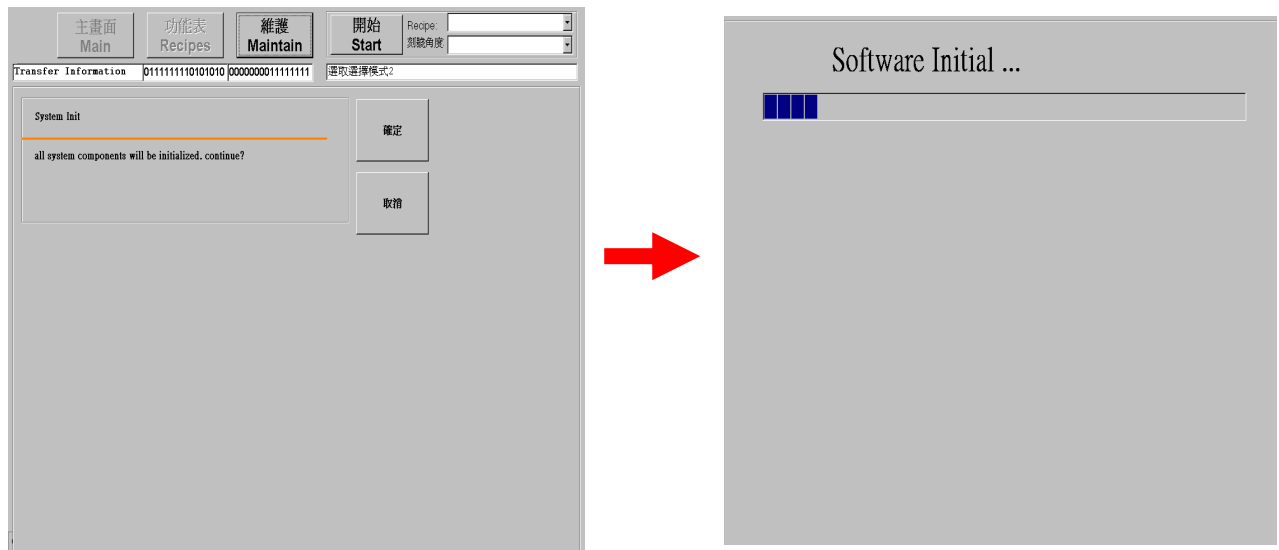 主畫面
Main
功能表
Recipes
維護
Maintain
開始
Start
Recipe:
刻號角度
Transfer Information
0111111110101010
0000000011111111
選取選擇模式2
System Init
all system components will be initialized. continue?
確定
取消
Software Initial ...